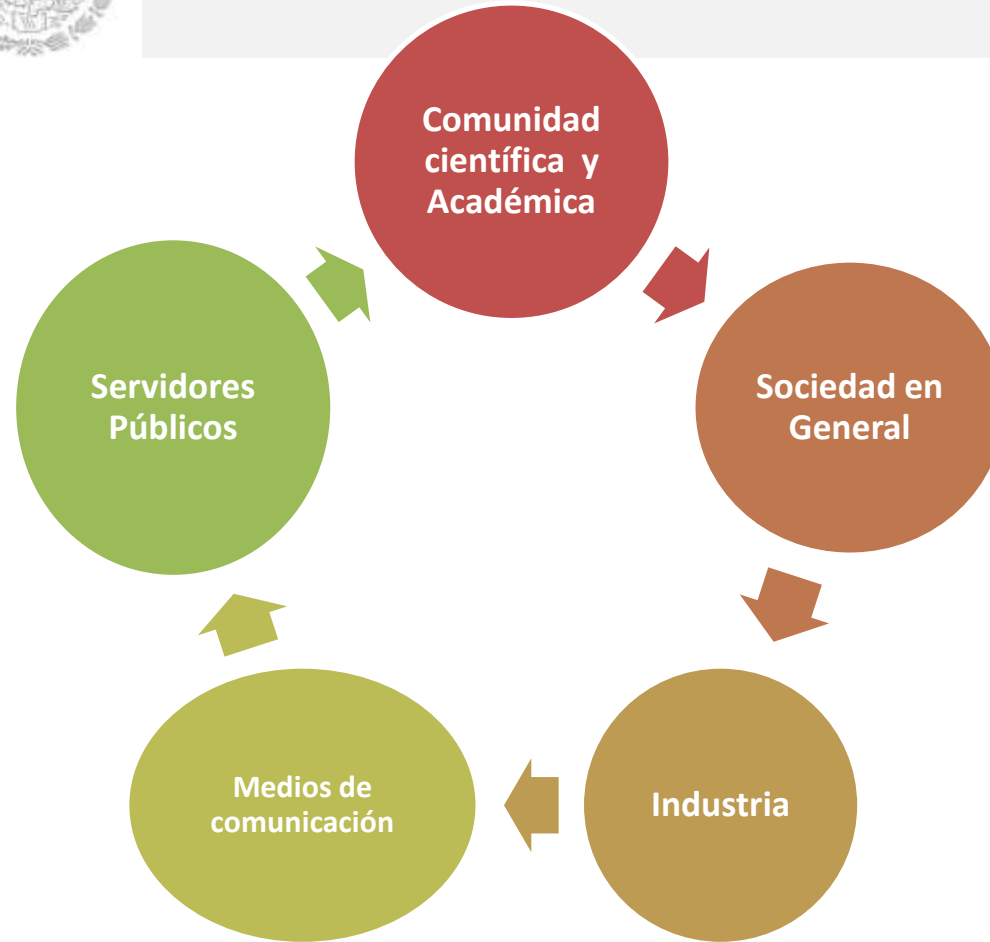 Comunidad
científica y
Académica
Sociedad en
General
Industria
Medios de
comunicación
Servidores
Públicos